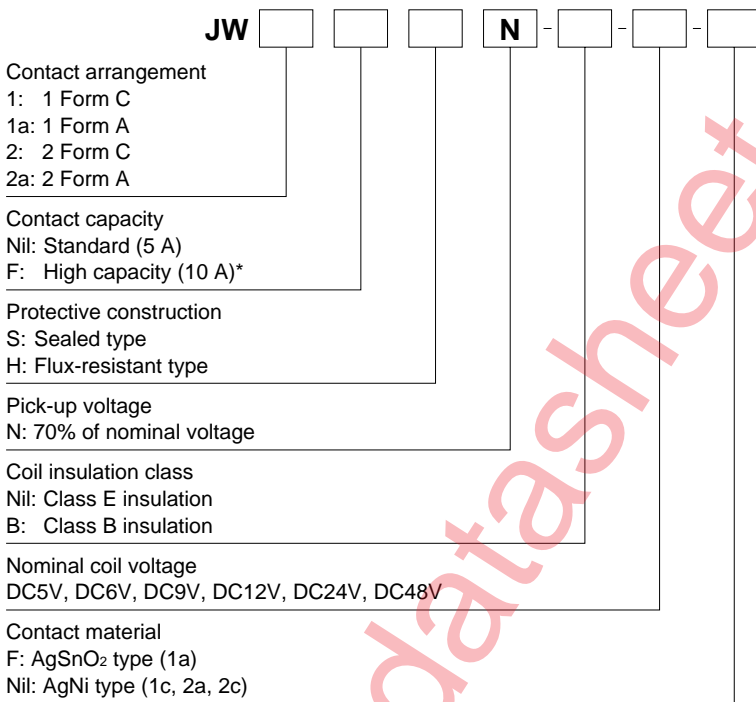 JW N - - -
Contact arrangement
1: 1 Form C
1a: 1 Form A
2: 2 Form C
2a: 2 Form A
Contact capacity
Nil: Standard (5 A)
F: High capacity (10 A)*
Protective construction
S: Sealed type
H: Flux-resistant type
Pick-up voltage
N: 70% of nominal voltage
Coil insulation class
Nil: Class E insulation
B: Class B insulation
Nominal coil voltage
DC5V, DC6V, DC9V, DC12V, DC24V, DC48V
Contact material
F: AgSnO₂ type (1a)
Nil: AgNi type (1c, 2a, 2c)
datasheet